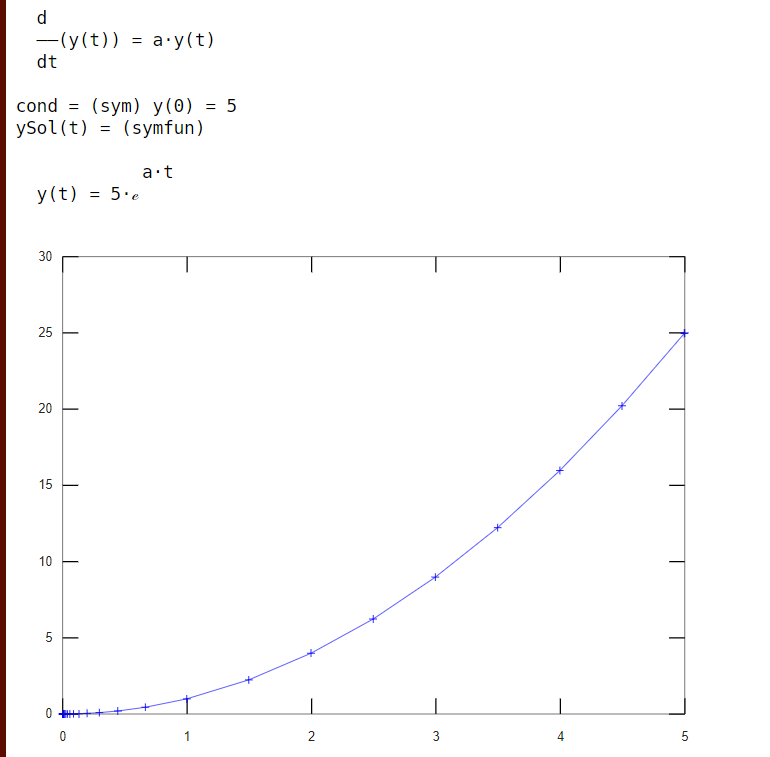 d
──(y(t)) = a⋅y(t)
dt
cond = (sym) y(0) = 5
ySol(t) = (symfun)
a⋅t
y(t) = 5⋅ℯ
30
25
20
15
10
5
0
0 1 2 3 4 5